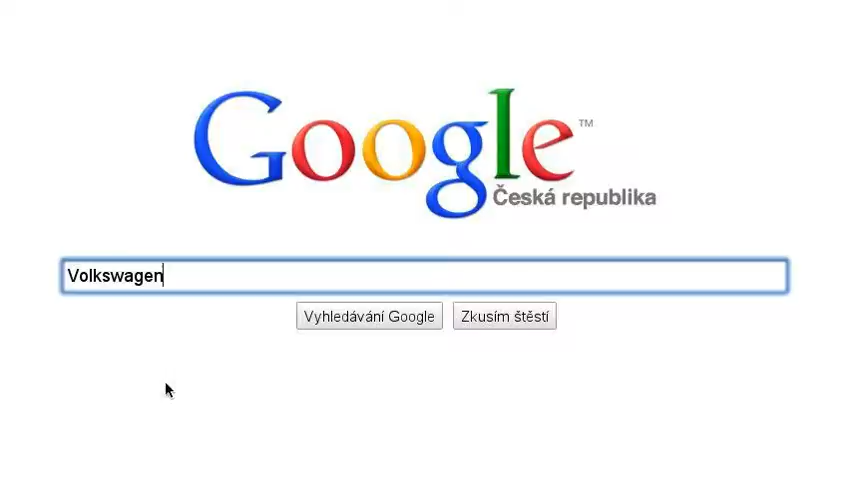 Google™
Česká republika
Volkswagen
Vyhledávání Google
Zkusím štěstí